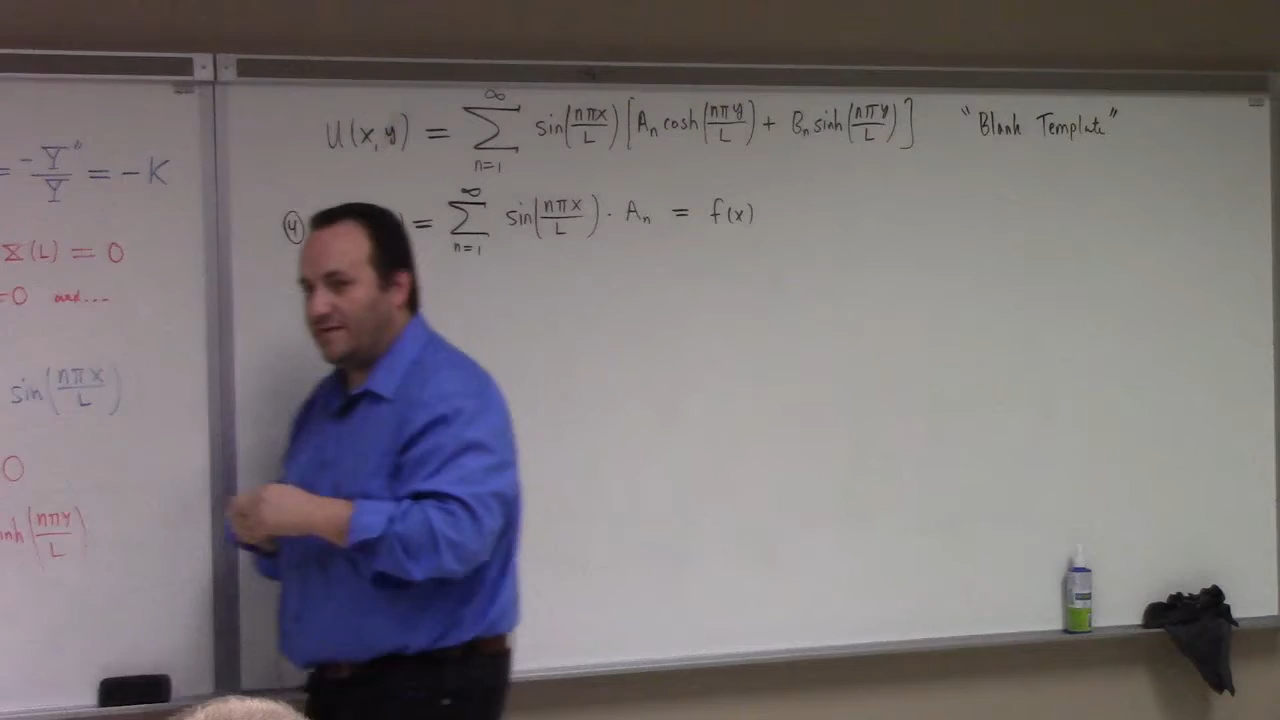 = -Y"/Y = -K
X(L) = 0
=0 and...
sin(nπx/L)
0
inh(nπy/L)
U(x,y) = ∑_{n=1}^{∞} sin(nπx/L) [A_n cosh(nπy/L) + B_n sinh(nπy/L)] "Blank Template"
④ ) = ∑_{n=1}^{∞} sin(nπx/L) · A_n = f(x)